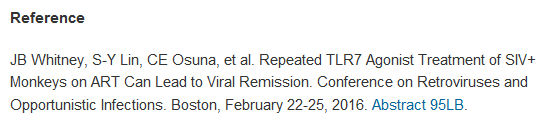 Reference
JB Whitney, S-Y Lin, CE Osuna, et al. Repeated TLR7 Agonist Treatment of SIV+
Monkeys on ART Can Lead to Viral Remission. Conference on Retroviruses and
Opportunistic Infections. Boston, February 22-25, 2016. Abstract 95LB.